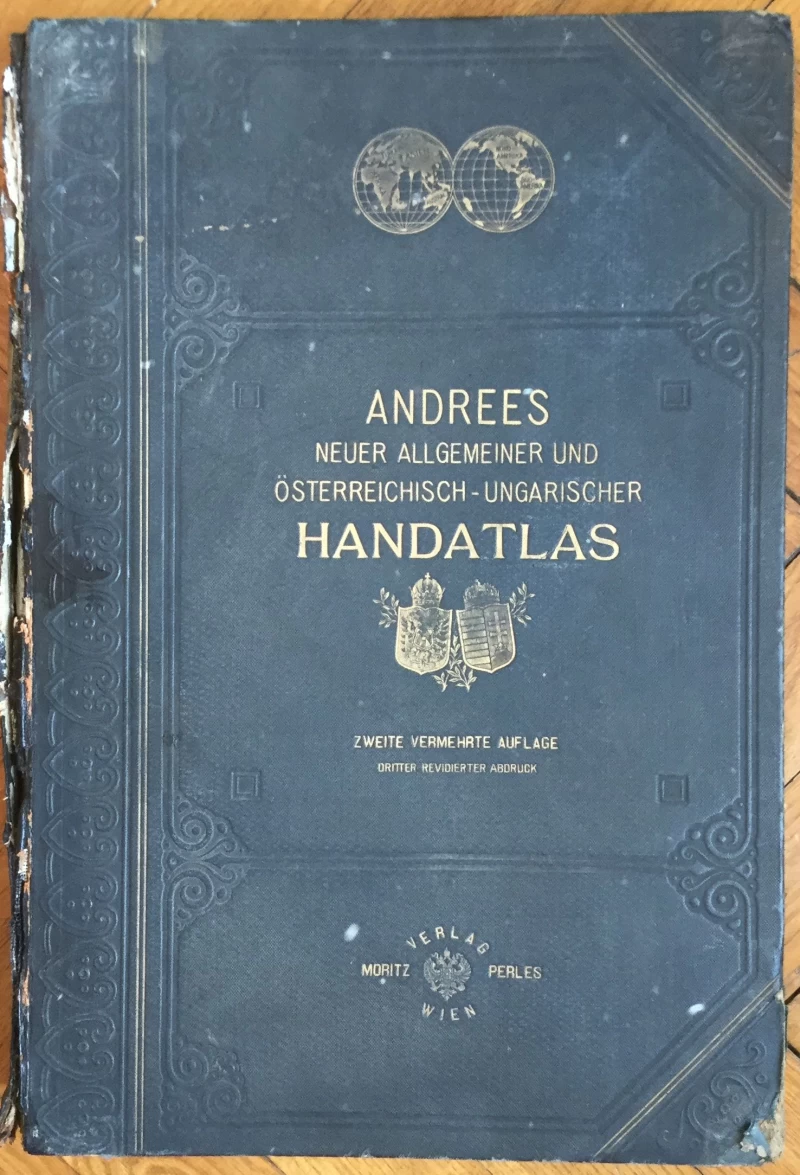 ANDREES
NEUER ALLGEMEINER UND
ÖSTERREICHISCH-UNGARISCHER
HANDATLAS
ZWEITE VERMEHRTE AUFLAGE
DRITTER REVIDIERTER ABDRUCK
VERLAG
MORITZ PERLES
WIEN